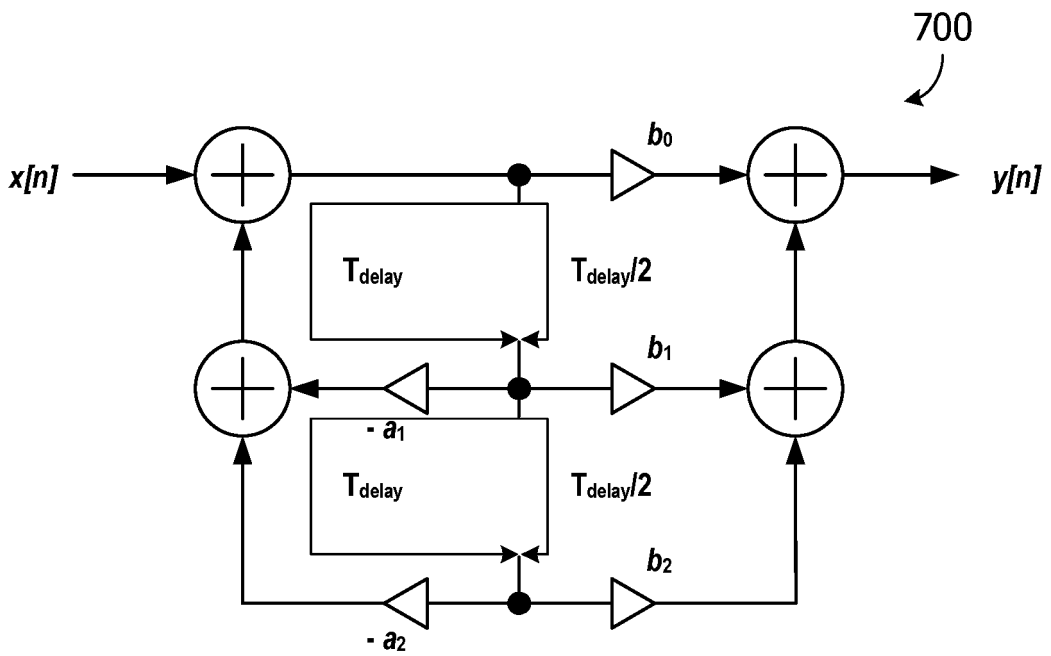 700
b0
x[n]
y[n]
Tdelay
Tdelay/2
b1
- a1
Tdelay
Tdelay/2
b2
- a2